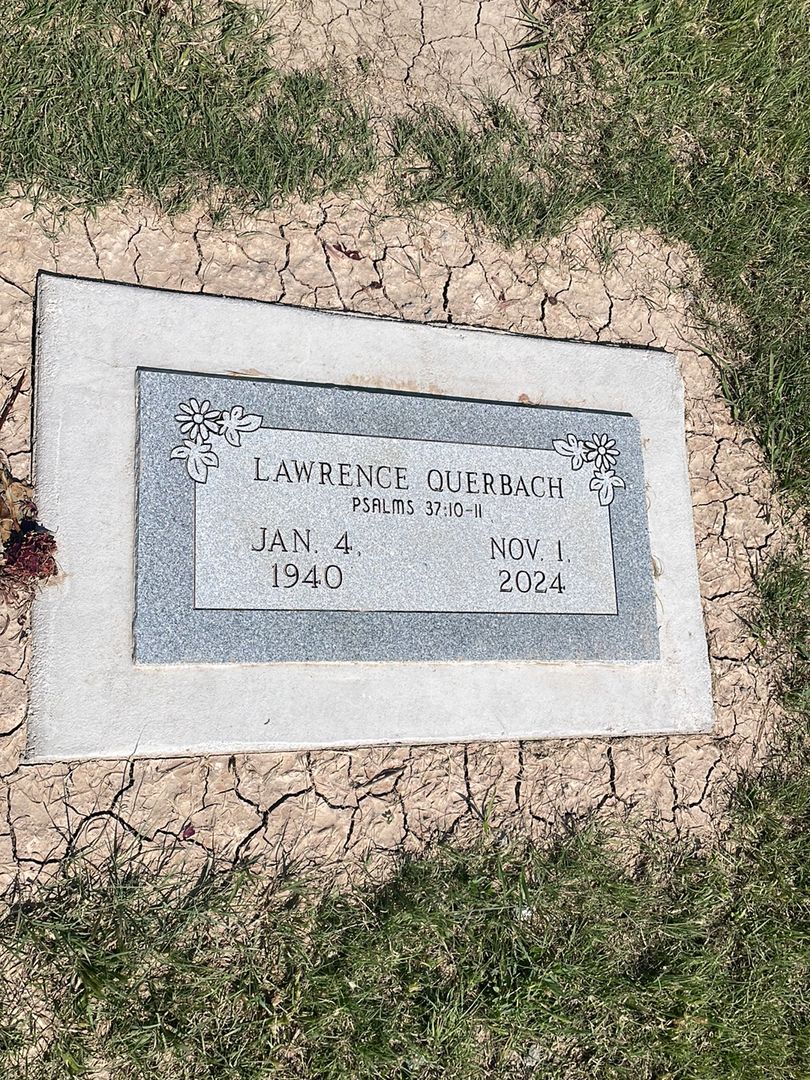 LAWRENCE QUERBACH
PSALMS 37:10-11
JAN. 4, NOV. 1,
1940 2024